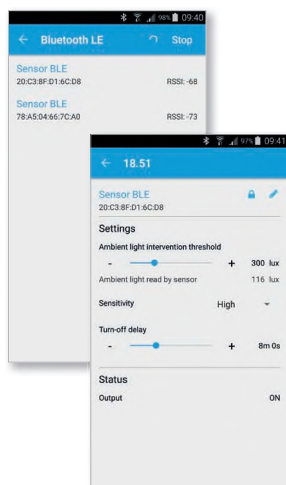 98% 09:40
← Bluetooth LE Stop
Sensor BLE
20:C3:8F:D1:6C:D8 RSSI: -68
Sensor BLE
78:A5:04:66:7C:A0 RSSI: -73
97% 09:41
← 18.51
Sensor BLE
20:C3:8F:D1:6C:D8
Settings
Ambient light intervention threshold
- + 300 lux
Ambient light read by sensor 116 lux
Sensitivity High
Turn-off delay
- + 8m 0s
Status
Output ON